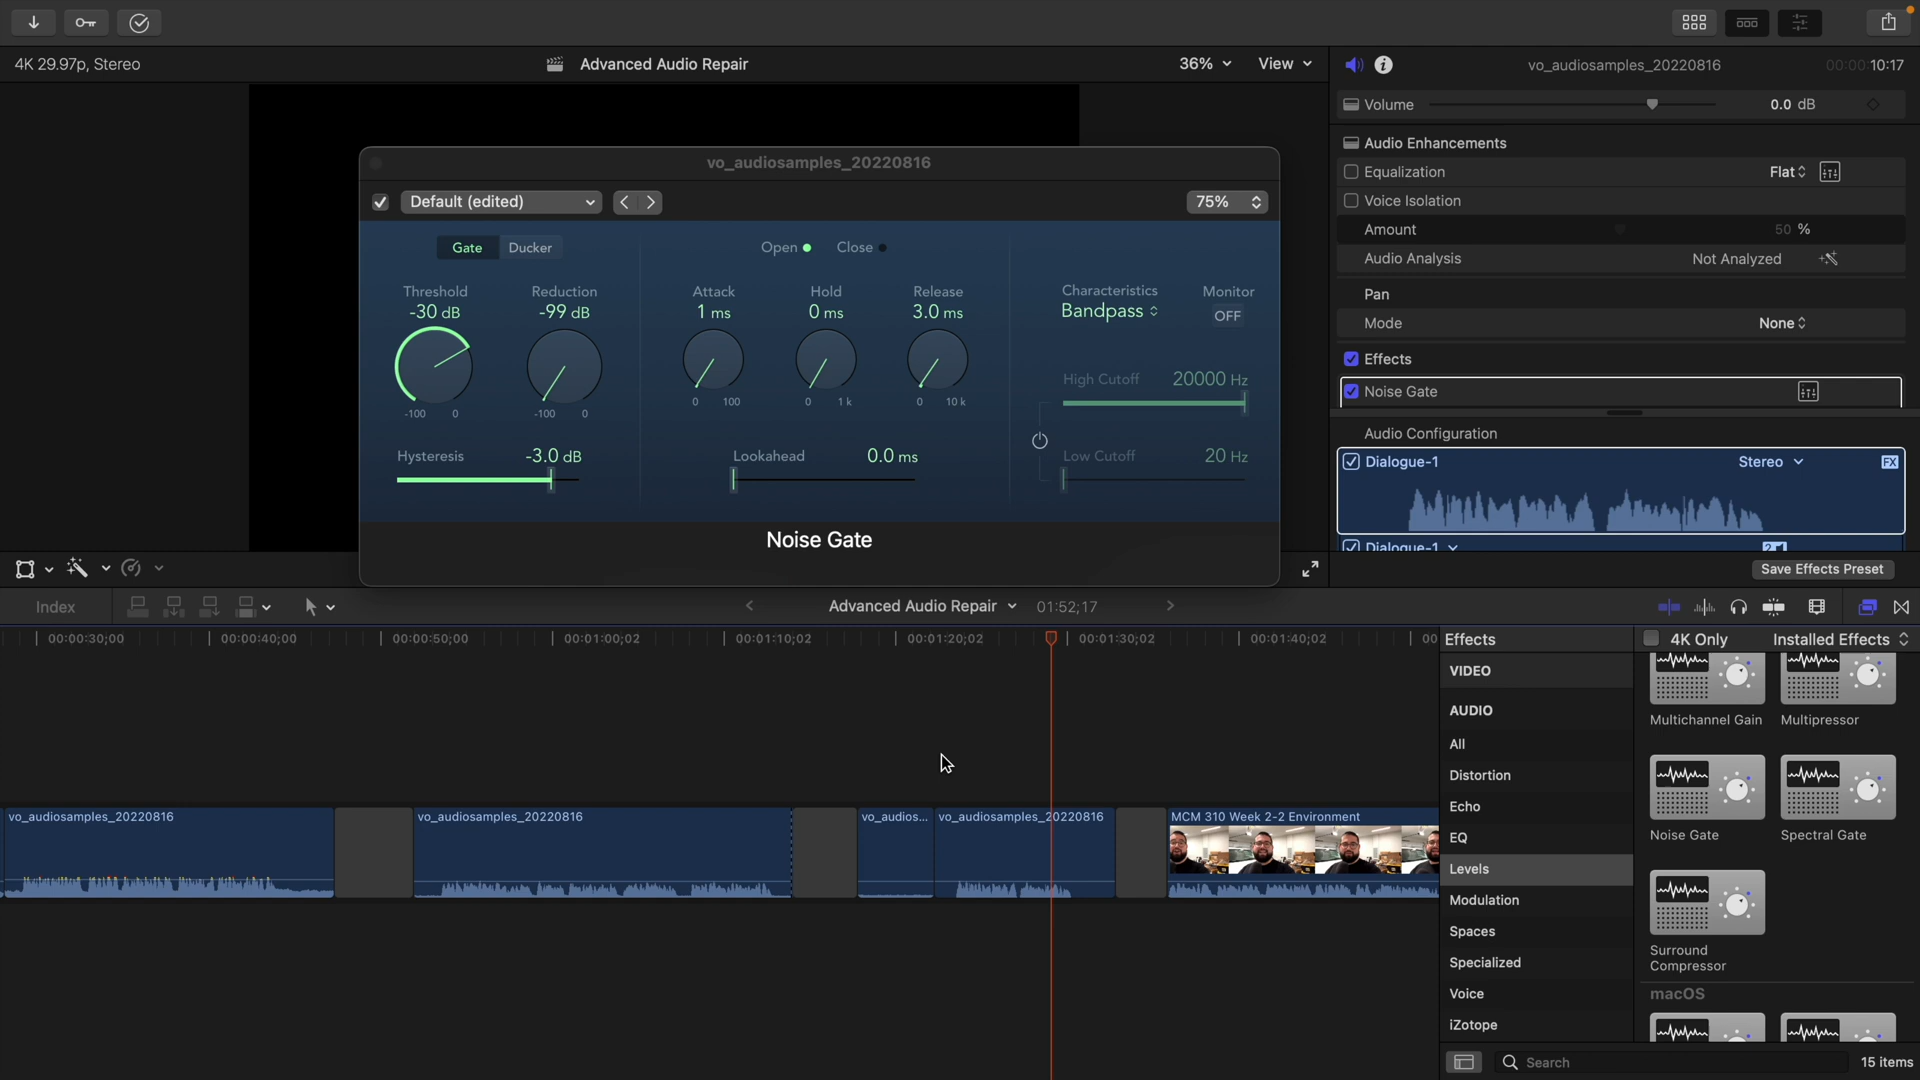 4K 29.97p, Stereo
Advanced Audio Repair
36%
View
vo_audiosamples_20220816
00:00:10:17
Volume
0.0 dB
Audio Enhancements
Equalization
Flat
Voice Isolation
Amount
50 %
Audio Analysis
Not Analyzed
Pan
Mode
None
Effects
Noise Gate
Audio Configuration
Dialogue-1
Stereo
FX
Dialogue-1
Save Effects Preset
vo_audiosamples_20220816
Default (edited)
75%
Gate
Ducker
Open
Close
Threshold
-30 dB
-100
0
Reduction
-99 dB
-100
0
Attack
1 ms
0
100
Hold
0 ms
0
1 k
Release
3.0 ms
0
10 k
Characteristics
Bandpass
Monitor
OFF
High Cutoff
20000 Hz
Hysteresis
-3.0 dB
Lookahead
0.0 ms
Low Cutoff
20 Hz
Noise Gate
Index
Advanced Audio Repair
01:52;17
00:00:30;00
00:00:40;00
00:00:50;00
00:01:00;02
00:01:10;02
00:01:20;02
00:01:30;02
00:01:40;02
00
vo_audiosamples_20220816
vo_audiosamples_20220816
vo_audios...
vo_audiosamples_20220816
MCM 310 Week 2-2 Environment
Effects
4K Only
Installed Effects
VIDEO
AUDIO
All
Distortion
Echo
EQ
Levels
Modulation
Spaces
Specialized
Voice
iZotope
Multichannel Gain
Multipressor
Noise Gate
Spectral Gate
Surround
Compressor
macOS
Search
15 items